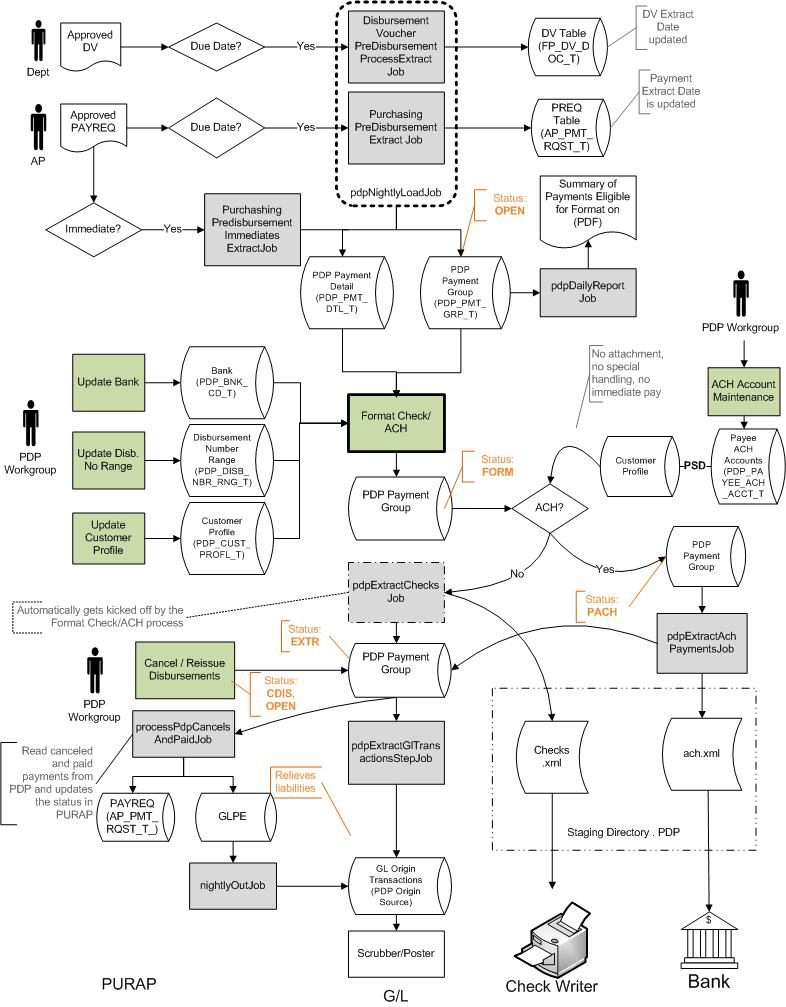 Dept
Approved
DV
Due Date?
Yes
Disbursement
Voucher
PreDisbursement
ProcessExtract
Job
DV Table
(FP_DV_D
OC_T)
DV Extract
Date
updated
AP
Approved
PAYREQ
Due Date?
Yes
Purchasing
PreDisbursement
Extract Job
PREQ
Table
(AP_PMT_
RQST_T)
Payment
Extract Date
is updated
pdpNightlyLoadJob
Immediate?
Yes
Purchashing
Predisbursement
Immediates
ExtractJob
Status:
OPEN
Summary of
Payments Eligible
for Format on
(PDF)
PDP Payment
Detail
(PDP_PMT_
DTL_T)
PDP
Payment
Group
(PDP_PMT_
GRP_T)
pdpDailyReport
Job
PDP Workgroup
ACH Account
Maintenance
No attachment,
no special
handling, no
immediate pay
PDP
Workgroup
Update Bank
Bank
(PDP_BNK_
CD_T)
Update Disb.
No Range
Disbursement
Number
Range
(PDP_DISB_
NBR_RNG_T)
Update
Customer
Profile
Customer
Profile
(PDP_CUST_
PROFL_T)
Format Check/
ACH
Status:
FORM
PDP Payment
Group
ACH?
Customer
Profile
PSD
Payee
ACH
Accounts
(PDP_PA
YEE_ACH
_ACCT_T
No
Yes
PDP
Payment
Group
Status:
PACH
pdpExtractChecks
Job
Automatically gets kicked off by the
Format Check/ACH process
pdpExtractAch
PaymentsJob
Status:
EXTR
PDP Payment
Group
PDP
Workgroup
Cancel / Reissue
Disbursements
Status:
CDIS,
OPEN
processPdpCancels
AndPaidJob
Read canceled
and paid
payments from
PDP and updates
the status in
PURAP
pdpExtractGlTrans
actionsStepJob
Relieves
liabilities
PAYREQ
(AP_PMT_
RQST_T_)
GLPE
nightlyOutJob
GL Origin
Transactions
(PDP Origin
Source)
Scrubber/Poster
Checks
.xml
ach.xml
Staging Directory . PDP
$
PURAP
G/L
Check Writer
Bank